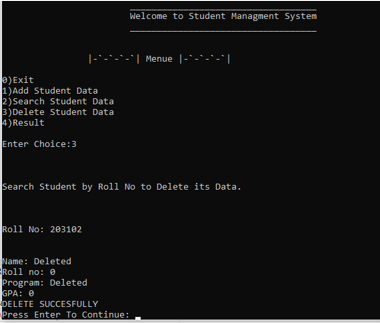 Welcome to Student Managment System
|-`-`-`-`| Menue |-`-`-`-`|
0)Exit
1)Add Student Data
2)Search Student Data
3)Delete Student Data
4)Result
Enter Choice:3
Search Student by Roll No to Delete its Data.
Roll No: 203102
Name: Deleted
Roll no: 0
Program: Deleted
GPA: 0
DELETE SUCCESFULLY
Press Enter To Continue: